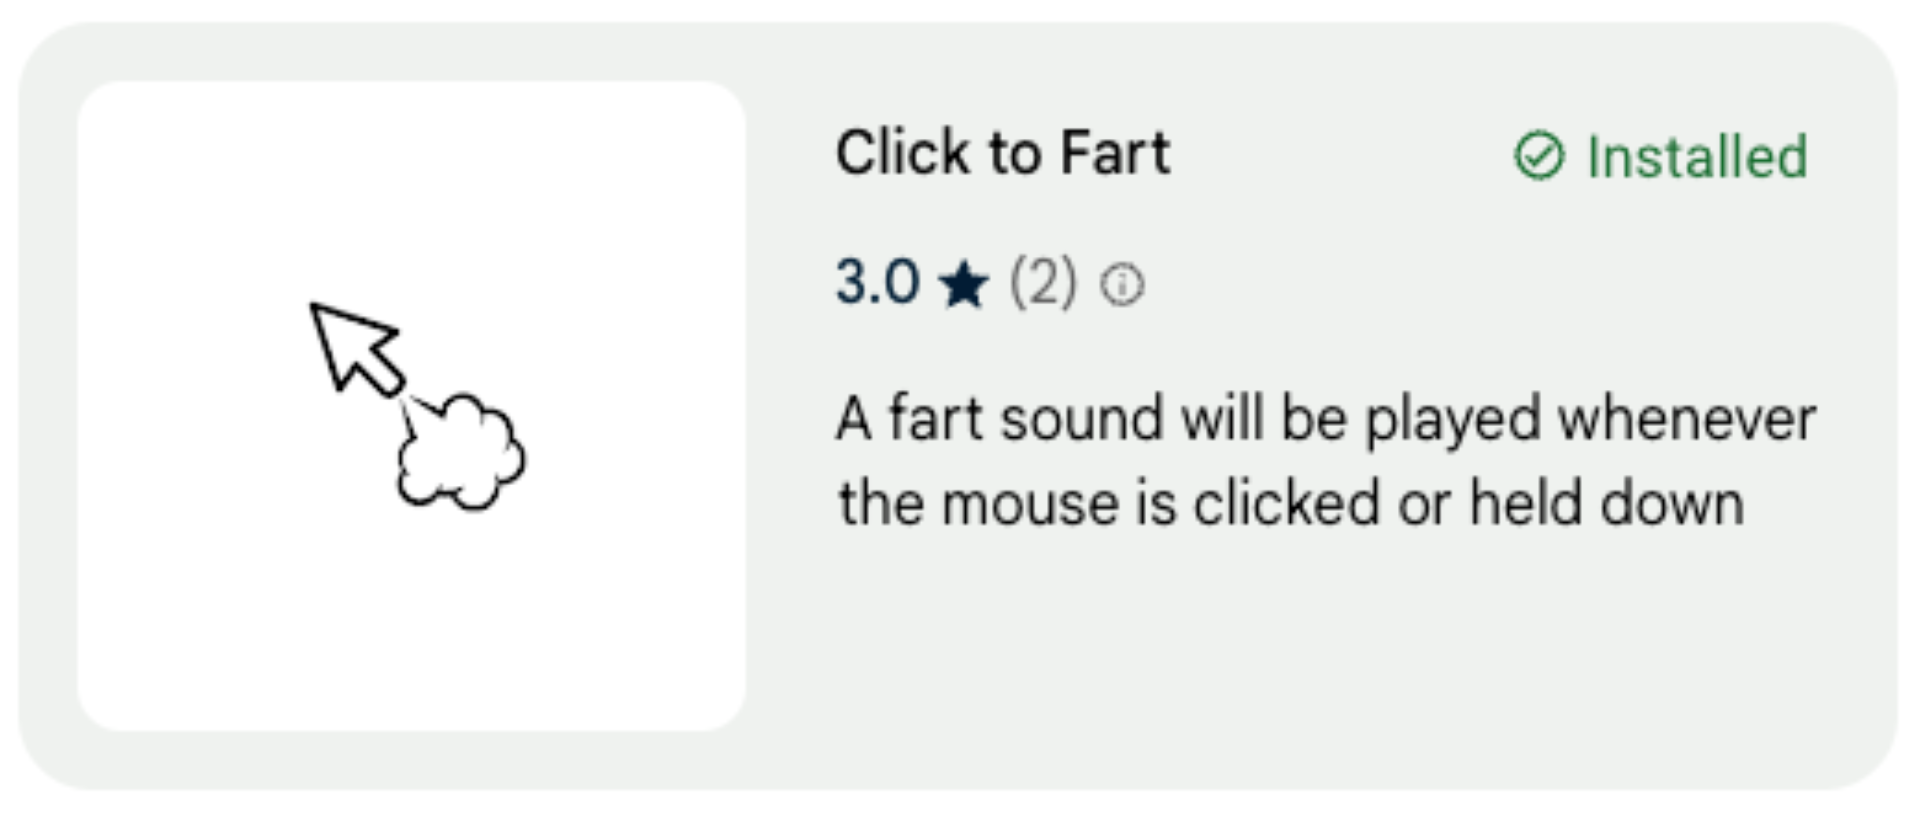 Click to Fart
Installed
3.0 ★ (2)
A fart sound will be played whenever
the mouse is clicked or held down